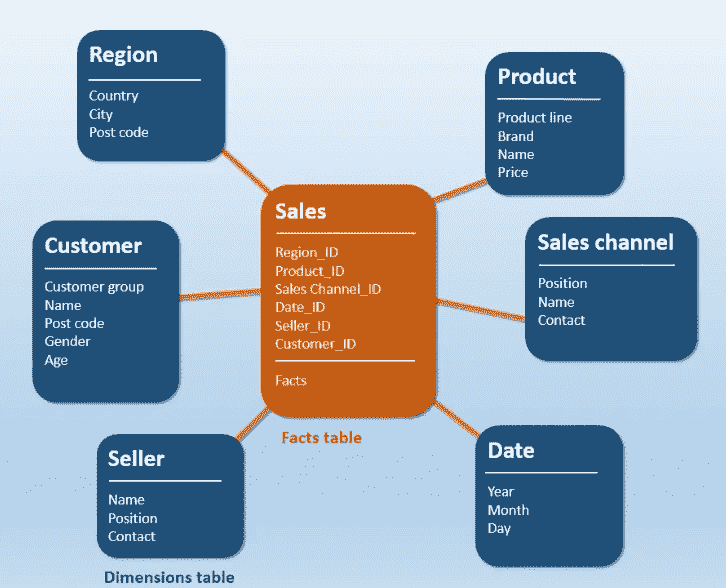 Region
Country
City
Post code
Product
Product line
Brand
Name
Price
Sales
Region_ID
Product_ID
Sales Channel_ID
Date_ID
Seller_ID
Customer_ID
Facts
Facts table
Customer
Customer group
Name
Post code
Gender
Age
Sales channel
Position
Name
Contact
Seller
Name
Position
Contact
Dimensions table
Date
Year
Month
Day